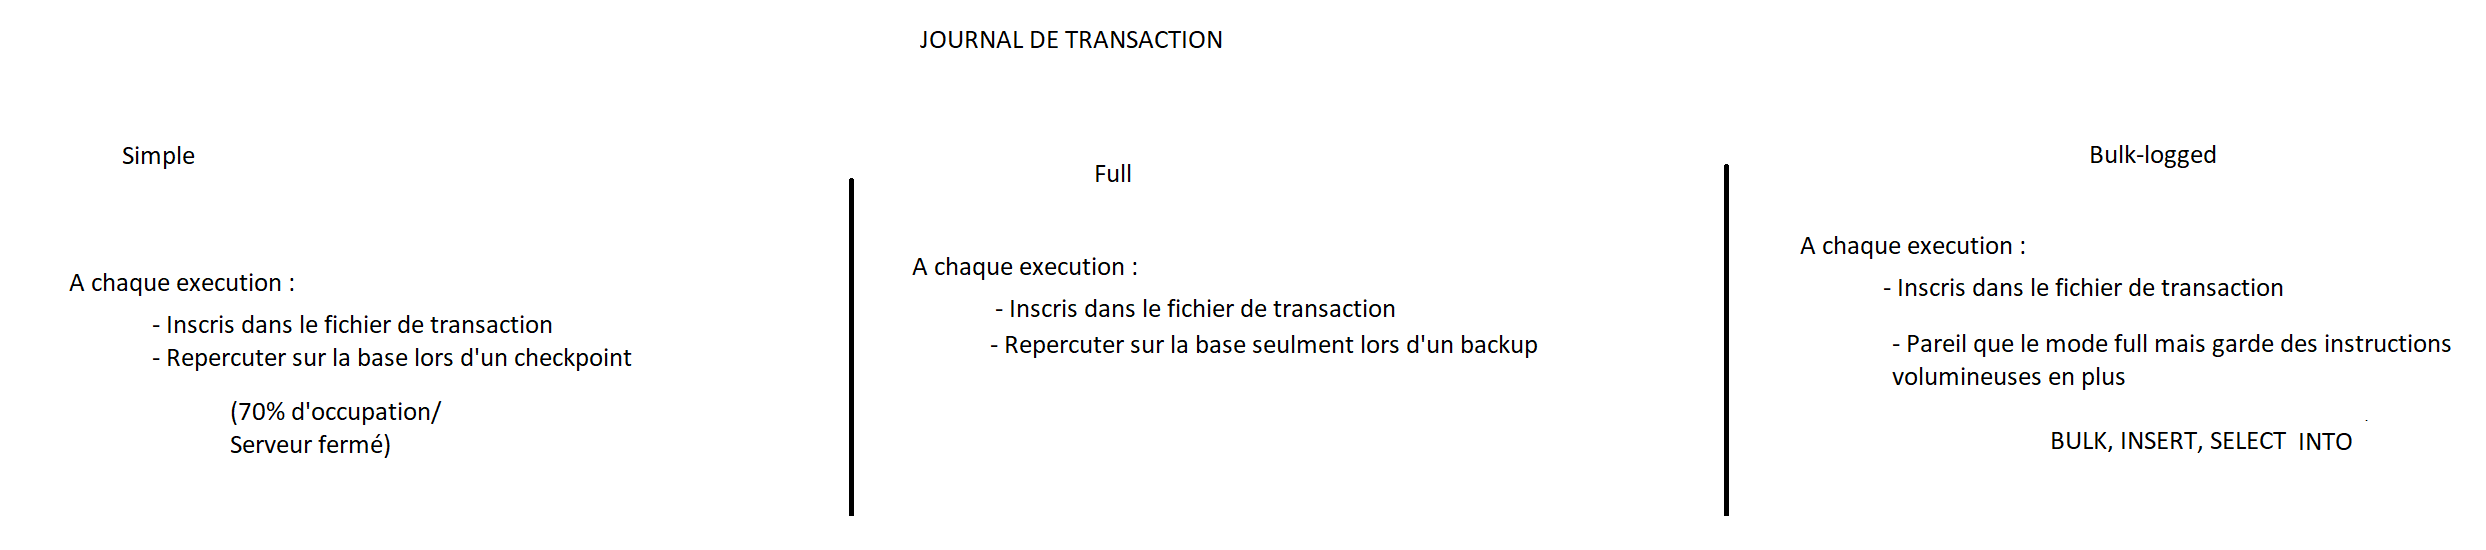 JOURNAL DE TRANSACTION
Simple
A chaque execution :
- Inscris dans le fichier de transaction
- Repercuter sur la base lors d'un checkpoint
(70% d'occupation/
Serveur fermé)
Full
A chaque execution :
- Inscris dans le fichier de transaction
- Repercuter sur la base seulment lors d'un backup
Bulk-logged
A chaque execution :
- Inscris dans le fichier de transaction
- Pareil que le mode full mais garde des instructions
volumineuses en plus
BULK, INSERT, SELECT INTO